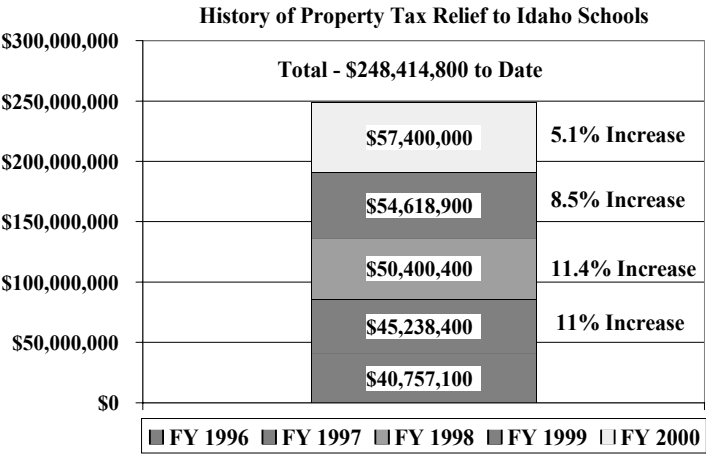 History of Property Tax Relief to Idaho Schools
$300,000,000
Total - $248,414,800 to Date
$250,000,000
$57,400,000 5.1% Increase
$200,000,000
$54,618,900 8.5% Increase
$150,000,000
$50,400,400 11.4% Increase
$100,000,000
$45,238,400 11% Increase
$50,000,000
$40,757,100
$0
FY 1996 FY 1997 FY 1998 FY 1999 FY 2000